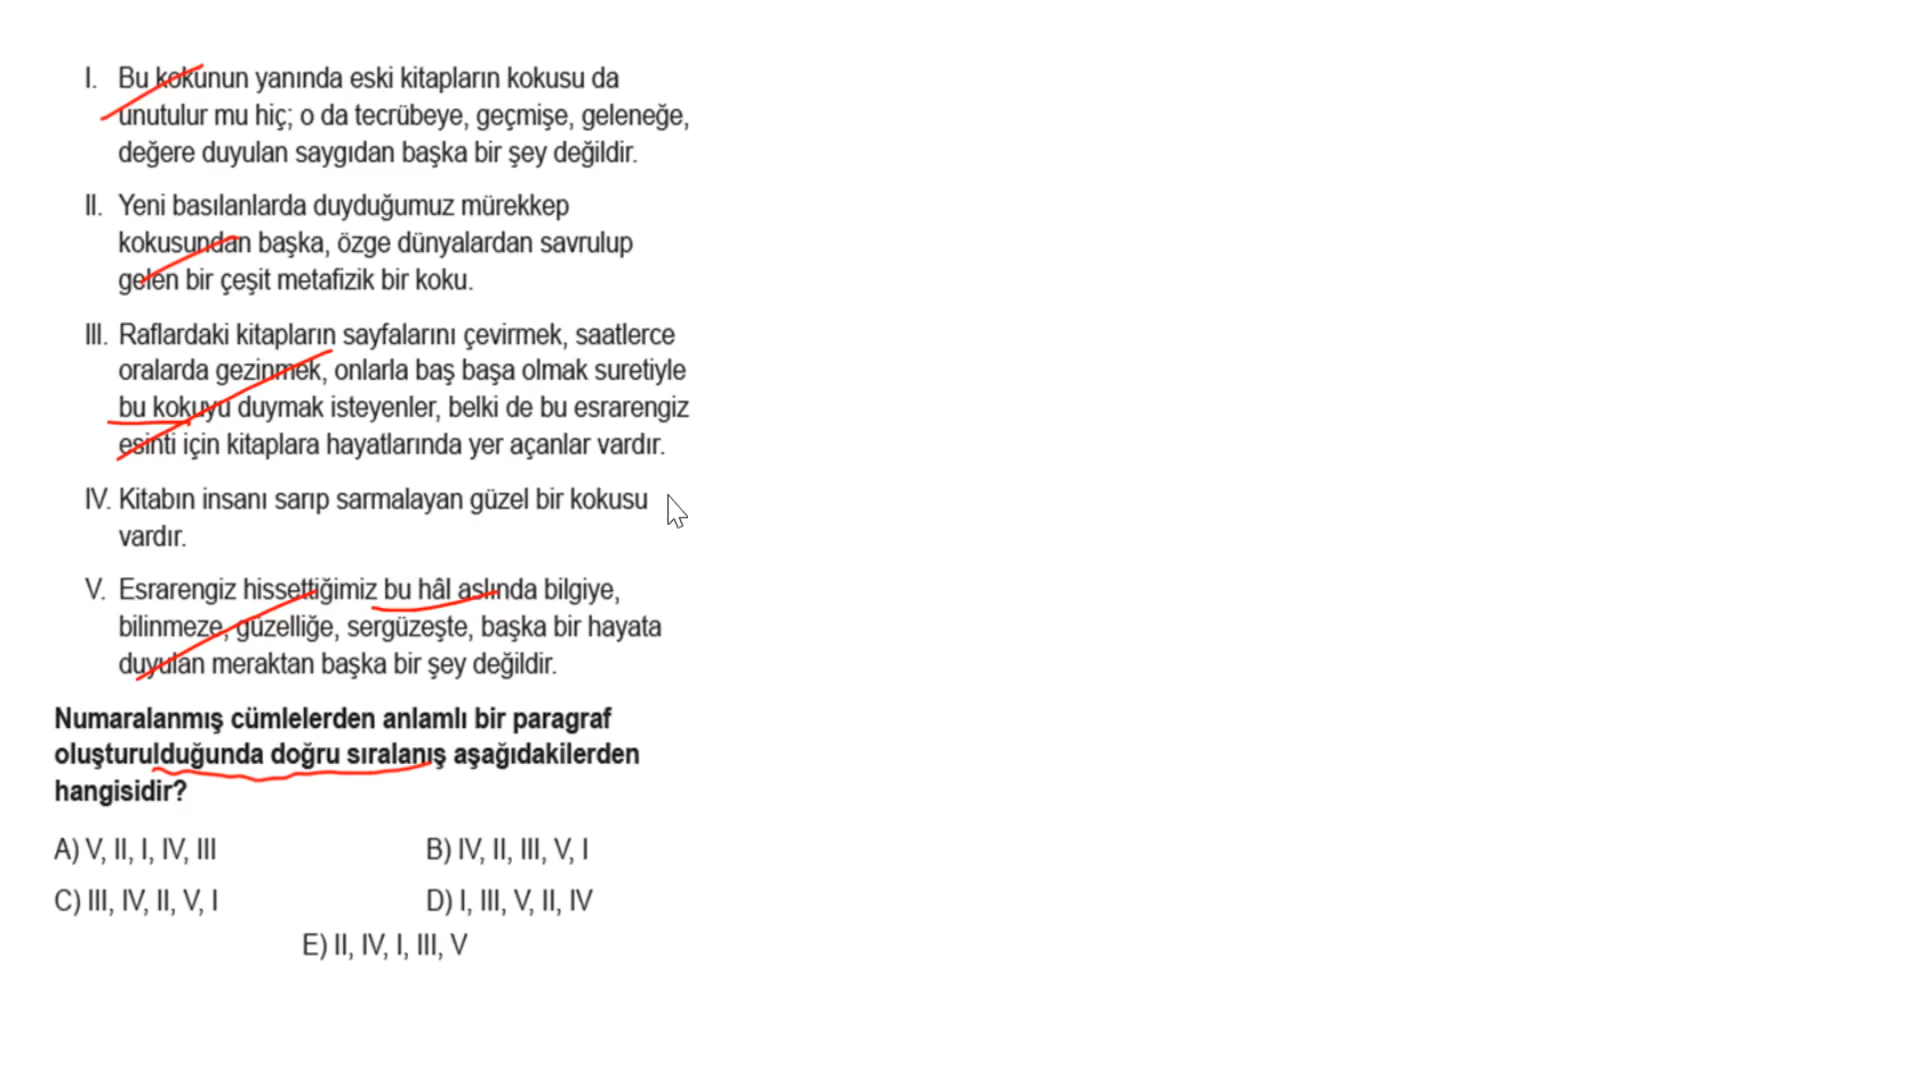 I. Bu kokunun yanında eski kitapların kokusu da
unutulur mu hiç; o da tecrübeye, geçmişe, geleneğe,
değere duyulan saygıdan başka bir şey değildir.
II. Yeni basılanlarda duyduğumuz mürekkep
kokusundan başka, özge dünyalardan savrulup
gelen bir çeşit metafizik bir koku.
III. Raflardaki kitapların sayfalarını çevirmek, saatlerce
oralarda gezinmek, onlarla baş başa olmak suretiyle
bu kokuyu duymak isteyenler, belki de bu esrarengiz
esinti için kitaplara hayatlarında yer açanlar vardır.
IV. Kitabın insanı sarıp sarmalayan güzel bir kokusu
vardır.
V. Esrarengiz hissettiğimiz bu hâl aslında bilgiye,
bilinmeze, güzelliğe, sergüzeşte, başka bir hayata
duyulan meraktan başka bir şey değildir.
Numaralanmış cümlelerden anlamlı bir paragraf
oluşturulduğunda doğru sıralanış aşağıdakilerden
hangisidir?
A) V, II, I, IV, III B) IV, II, III, V, I
C) III, IV, II, V, I D) I, III, V, II, IV
E) II, IV, I, III, V